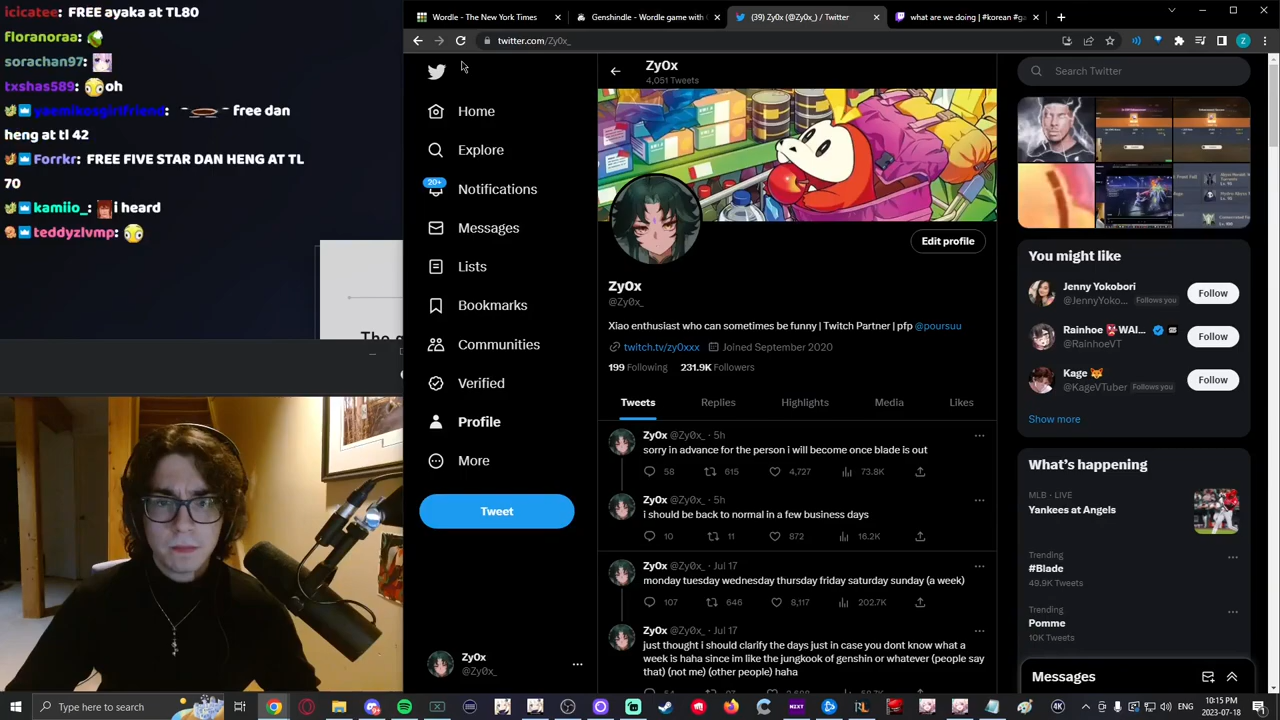 icicatee: FREE ayaka at TL80
floranoraa:
sorachan97:
txshas589: oh
yaemikosgirlfriend: free dan
heng at tl 42
Forrkr: FREE FIVE STAR DAN HENG AT TL
70
kamiio_: i heard
teddyzlvmp:
Wordle - The New York Times
Genshindle - Wordle game with
(39) Zy0x (@Zy0x_) / Twitter
what are we doing | #korean #ga
twitter.com/Zy0x_
Home
Explore
20+
Notifications
Messages
Lists
Bookmarks
Communities
Verified
Profile
More
Tweet
Zy0x
@Zy0x_
Zy0x
4,051 Tweets
Edit profile
Zy0x
@Zy0x_
Xiao enthusiast who can sometimes be funny | Twitch Partner | pfp @poursuu
twitch.tv/zy0xxx Joined September 2020
199 Following 231.9K Followers
Tweets Replies Highlights Media Likes
Zy0x @Zy0x_ · 5h
sorry in advance for the person i will become once blade is out
58 615 4,727 73.8K
Zy0x @Zy0x_ · 5h
i should be back to normal in a few business days
10 11 872 16.2K
Zy0x @Zy0x_ · Jul 17
monday tuesday wednesday thursday friday saturday sunday (a week)
107 646 8,117 202.7K
Zy0x @Zy0x_ · Jul 17
just thought i should clarify the days just in case you dont know what a
week is haha since im like the jungkook of genshin or whatever (people say
that) (not me) (other people) haha
Search Twitter
You might like
Jenny Yokobori
@JennyYoko... Follows you
Follow
Rainhoe WAI...
@RainhoeVT
Follow
Kage
@KageVTuber Follows you
Follow
Show more
What's happening
MLB · LIVE
Yankees at Angels
Trending
#Blade
49.9K Tweets
Trending
Pomme
10K Tweets
Messages
Type here to search
ENG
10:15 PM
2023-07-18